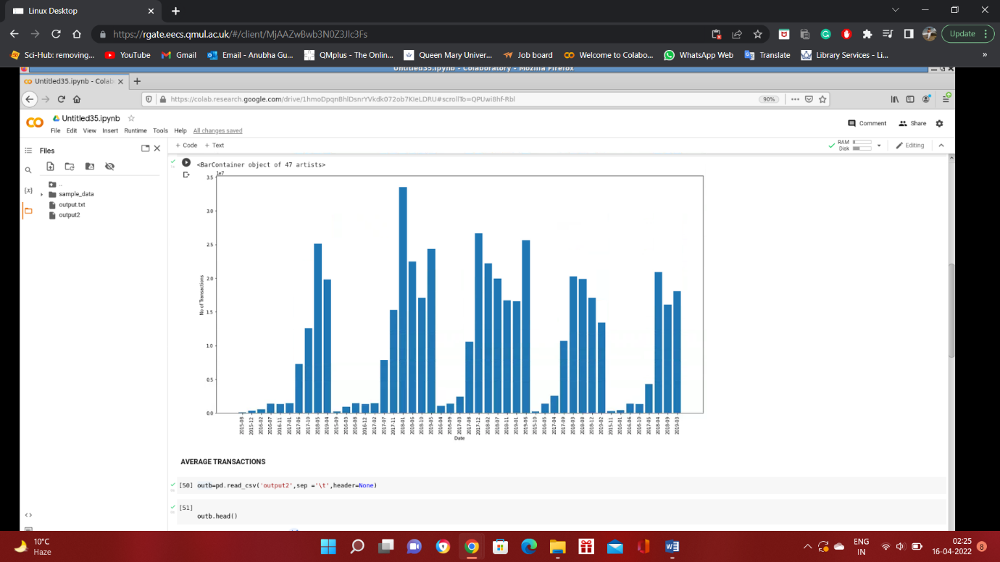 Linux Desktop
https://rgate.eecs.qmul.ac.uk/#/client/MjAAZwBwb3N0Z3Jlc3Fs
Update
Sci-Hub: removing... YouTube Gmail Email - Anubha Gu... QMplus - The Onlin... Queen Mary Univer... Job board Welcome to Colabo... WhatsApp Web Translate Library Services - Li... »
Untitled35.ipynb - Colaboratory - Mozilla Firefox
Untitled35.ipynb - Colab
https://colab.research.google.com/drive/1hmoDpqnBhlDsnrYVkdk072ob7KIeLDRU#scrollTo=QPUwi8hf-Rbl 90%
Untitled35.ipynb
File Edit View Insert Runtime Tools Help All changes saved
Comment Share
Files
+ Code + Text
RAM
Disk
Editing
..
sample_data
output.txt
output2
{x}
<BarContainer object of 47 artists>
1e7
3.5
3.0
2.5
2.0
1.5
1.0
0.5
0.0
No of Transactions
2015-08 2015-12 2016-02 2016-07 2016-11 2017-01 2017-06 2017-10 2018-05 2019-04 2015-09 2016-03 2016-08 2016-12 2017-02 2017-07 2017-11 2018-01 2018-06 2018-10 2019-05 2016-04 2016-09 2017-03 2017-08 2017-12 2018-02 2018-07 2018-11 2019-01 2019-06 2015-10 2016-05 2017-04 2017-09 2018-03 2018-08 2018-12 2019-02 2015-11 2016-01 2016-06 2016-10 2017-05 2018-04 2018-09 2019-03
Date
AVERAGE TRANSACTIONS
[50] outb=pd.read_csv('output2',sep ='\t',header=None)
[51]
outb.head()
10°C
Haze
ENG
IN
02:25
16-04-2022
8